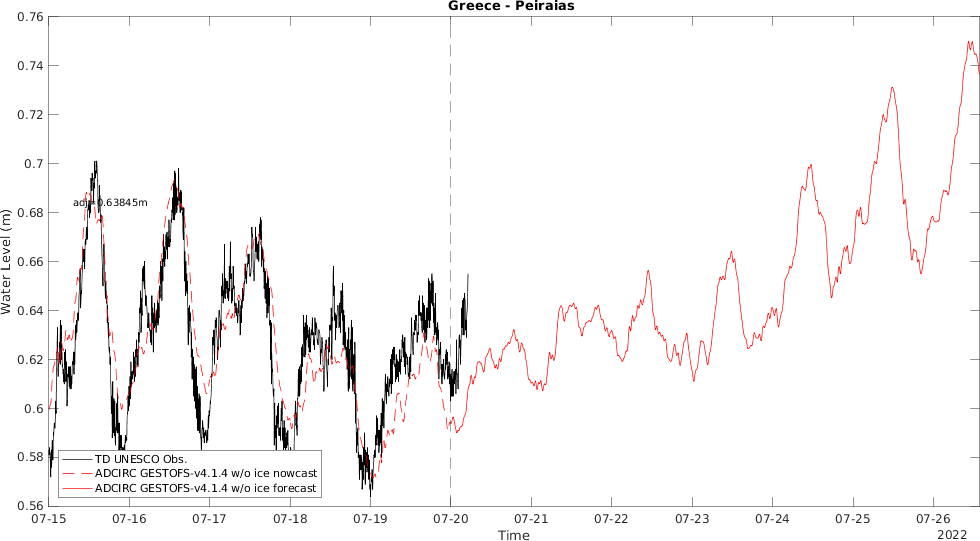 Greece - Peiraias
0.76
0.74
0.72
0.7
0.68
0.66
0.64
0.62
0.6
0.58
0.56
Water Level (m)
adj=0.63845m
TD UNESCO Obs.
ADCIRC GESTOFS-v4.1.4 w/o ice nowcast
ADCIRC GESTOFS-v4.1.4 w/o ice forecast
07-15 07-16 07-17 07-18 07-19 07-20 07-21 07-22 07-23 07-24 07-25 07-26
Time
2022